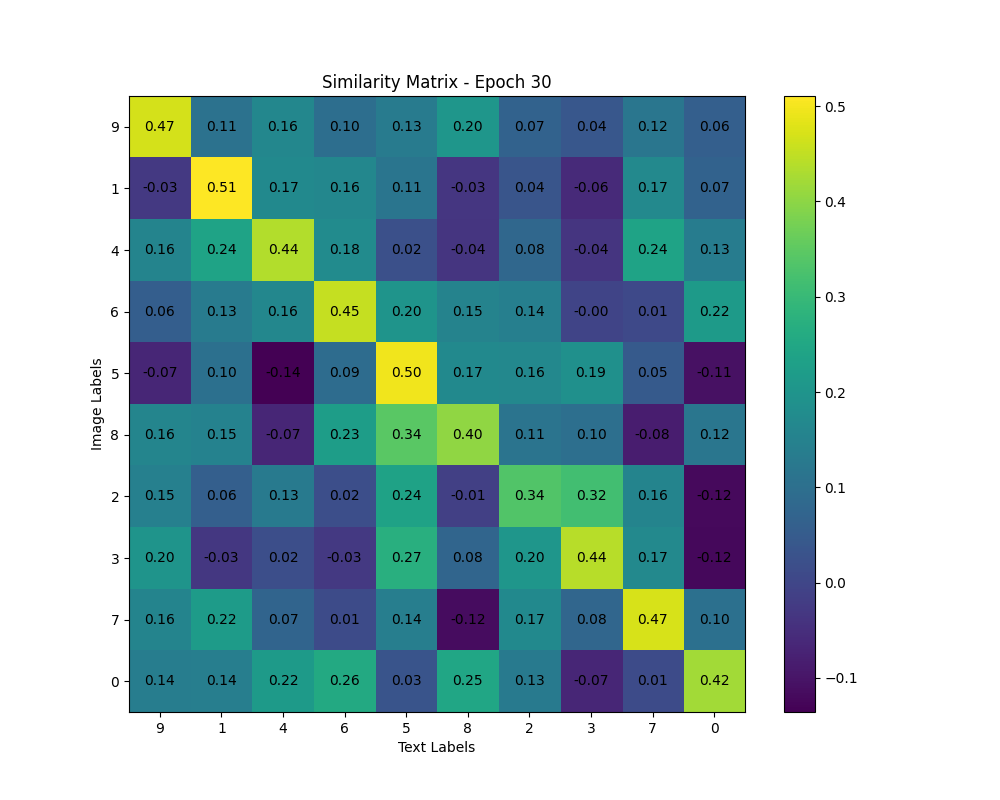 Similarity Matrix - Epoch 30
9 0.47 0.11 0.16 0.10 0.13 0.20 0.07 0.04 0.12 0.06
1 -0.03 0.51 0.17 0.16 0.11 -0.03 0.04 -0.06 0.17 0.07
4 0.16 0.24 0.44 0.18 0.02 -0.04 0.08 -0.04 0.24 0.13
6 0.06 0.13 0.16 0.45 0.20 0.15 0.14 -0.00 0.01 0.22
5 -0.07 0.10 -0.14 0.09 0.50 0.17 0.16 0.19 0.05 -0.11
8 0.16 0.15 -0.07 0.23 0.34 0.40 0.11 0.10 -0.08 0.12
2 0.15 0.06 0.13 0.02 0.24 -0.01 0.34 0.32 0.16 -0.12
3 0.20 -0.03 0.02 -0.03 0.27 0.08 0.20 0.44 0.17 -0.12
7 0.16 0.22 0.07 0.01 0.14 -0.12 0.17 0.08 0.47 0.10
0 0.14 0.14 0.22 0.26 0.03 0.25 0.13 -0.07 0.01 0.42
9 1 4 6 5 8 2 3 7 0
Text Labels
Image Labels
0.5
0.4
0.3
0.2
0.1
0.0
−0.1